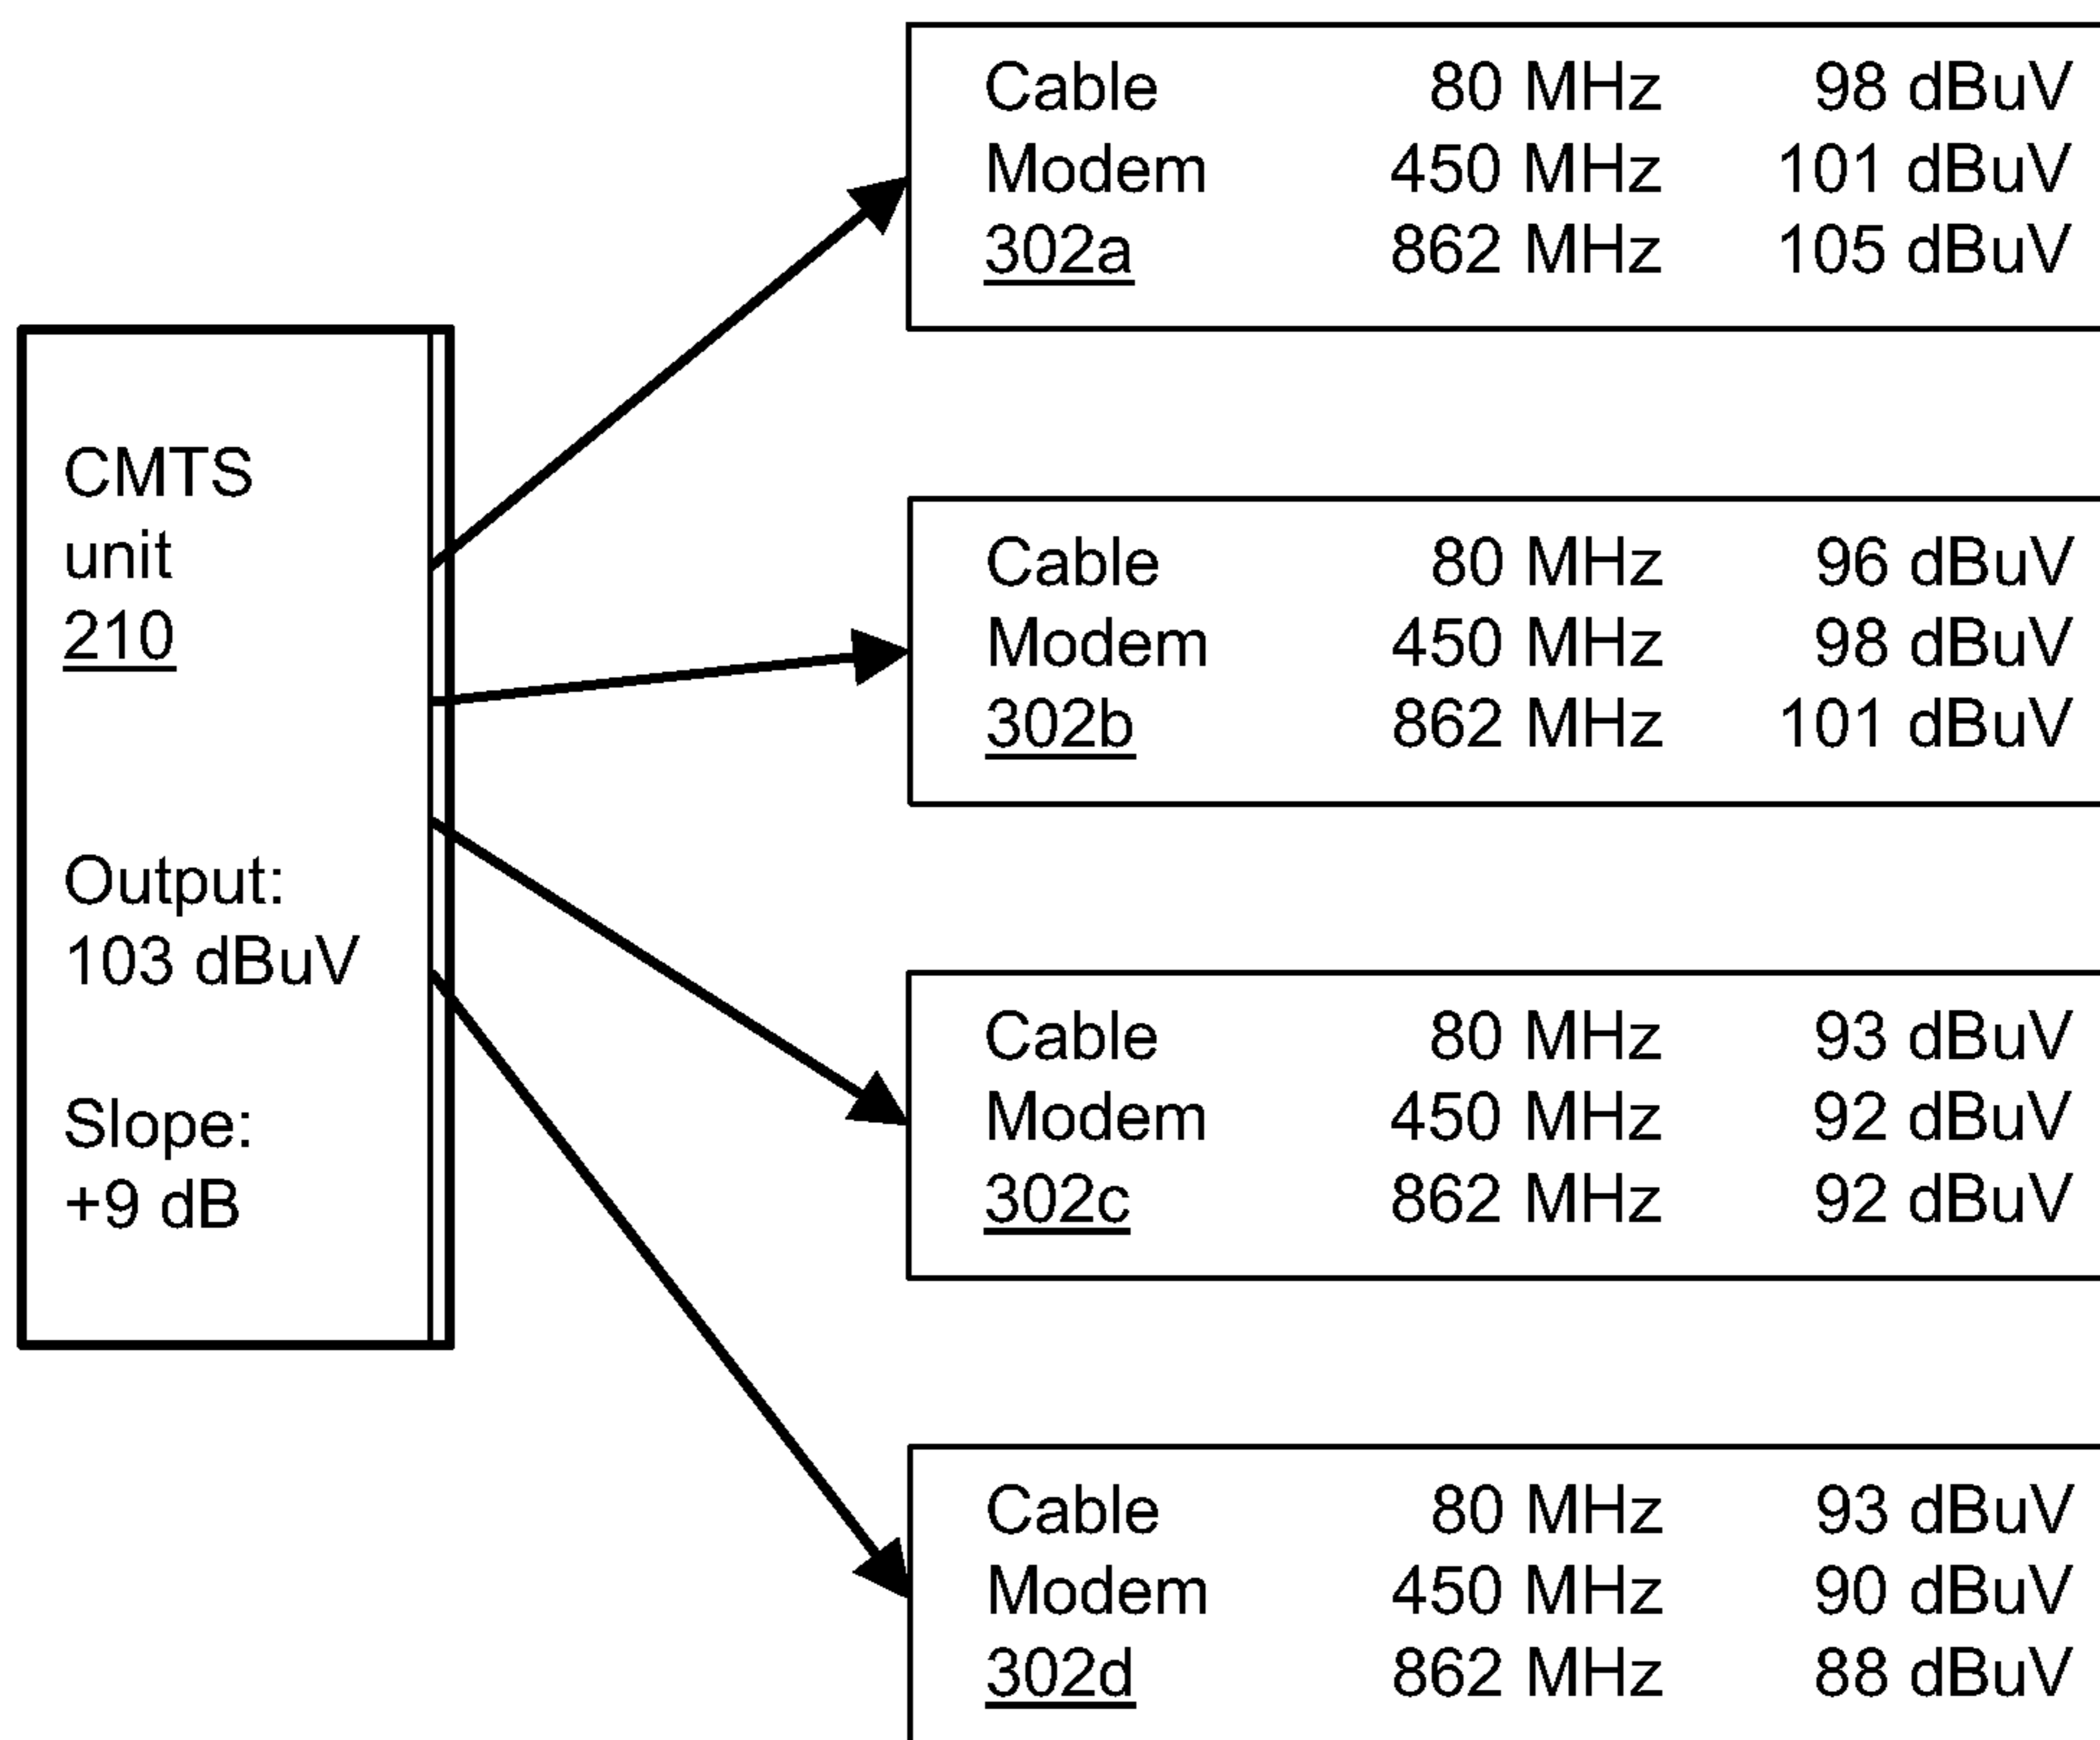 CMTS
unit
210
Output:
103 dBuV
Slope:
+9 dB
Cable 80 MHz 98 dBuV
Modem 450 MHz 101 dBuV
302a 862 MHz 105 dBuV
Cable 80 MHz 96 dBuV
Modem 450 MHz 98 dBuV
302b 862 MHz 101 dBuV
Cable 80 MHz 93 dBuV
Modem 450 MHz 92 dBuV
302c 862 MHz 92 dBuV
Cable 80 MHz 93 dBuV
Modem 450 MHz 90 dBuV
302d 862 MHz 88 dBuV